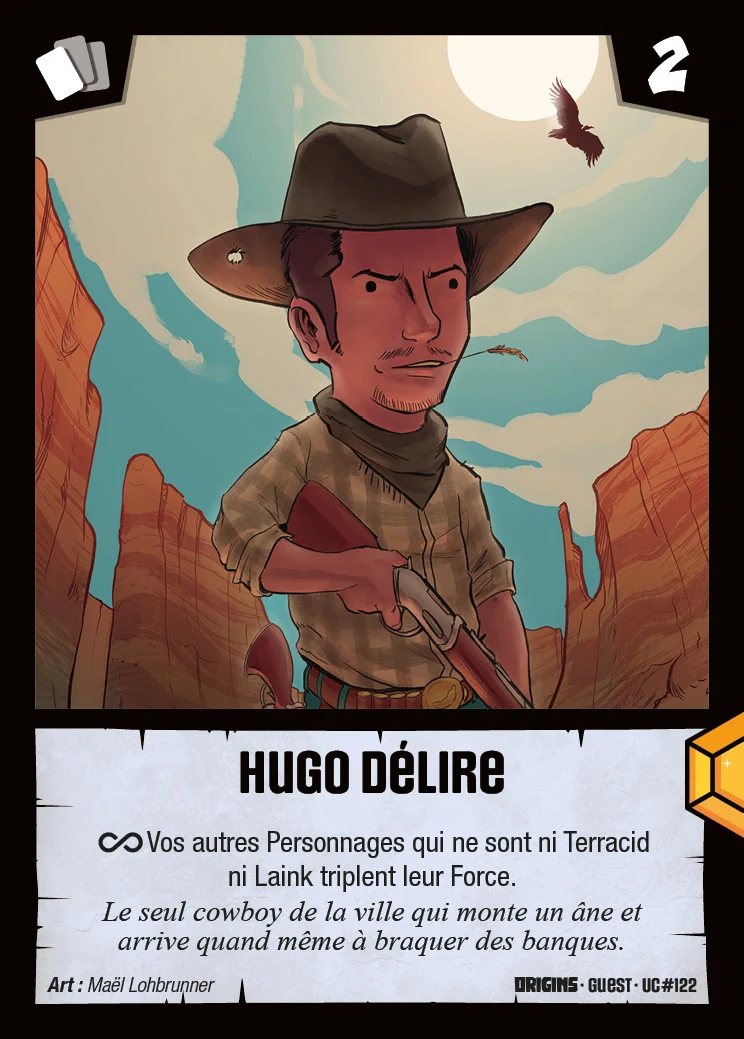 2
HUGO DÉLIRE
∞ Vos autres Personnages qui ne sont ni Terracid
ni Laink triplent leur Force.
Le seul cowboy de la ville qui monte un âne et
arrive quand même à braquer des banques.
Art : Maël Lohbrunner
ORIGINS · GUEST · UC#122